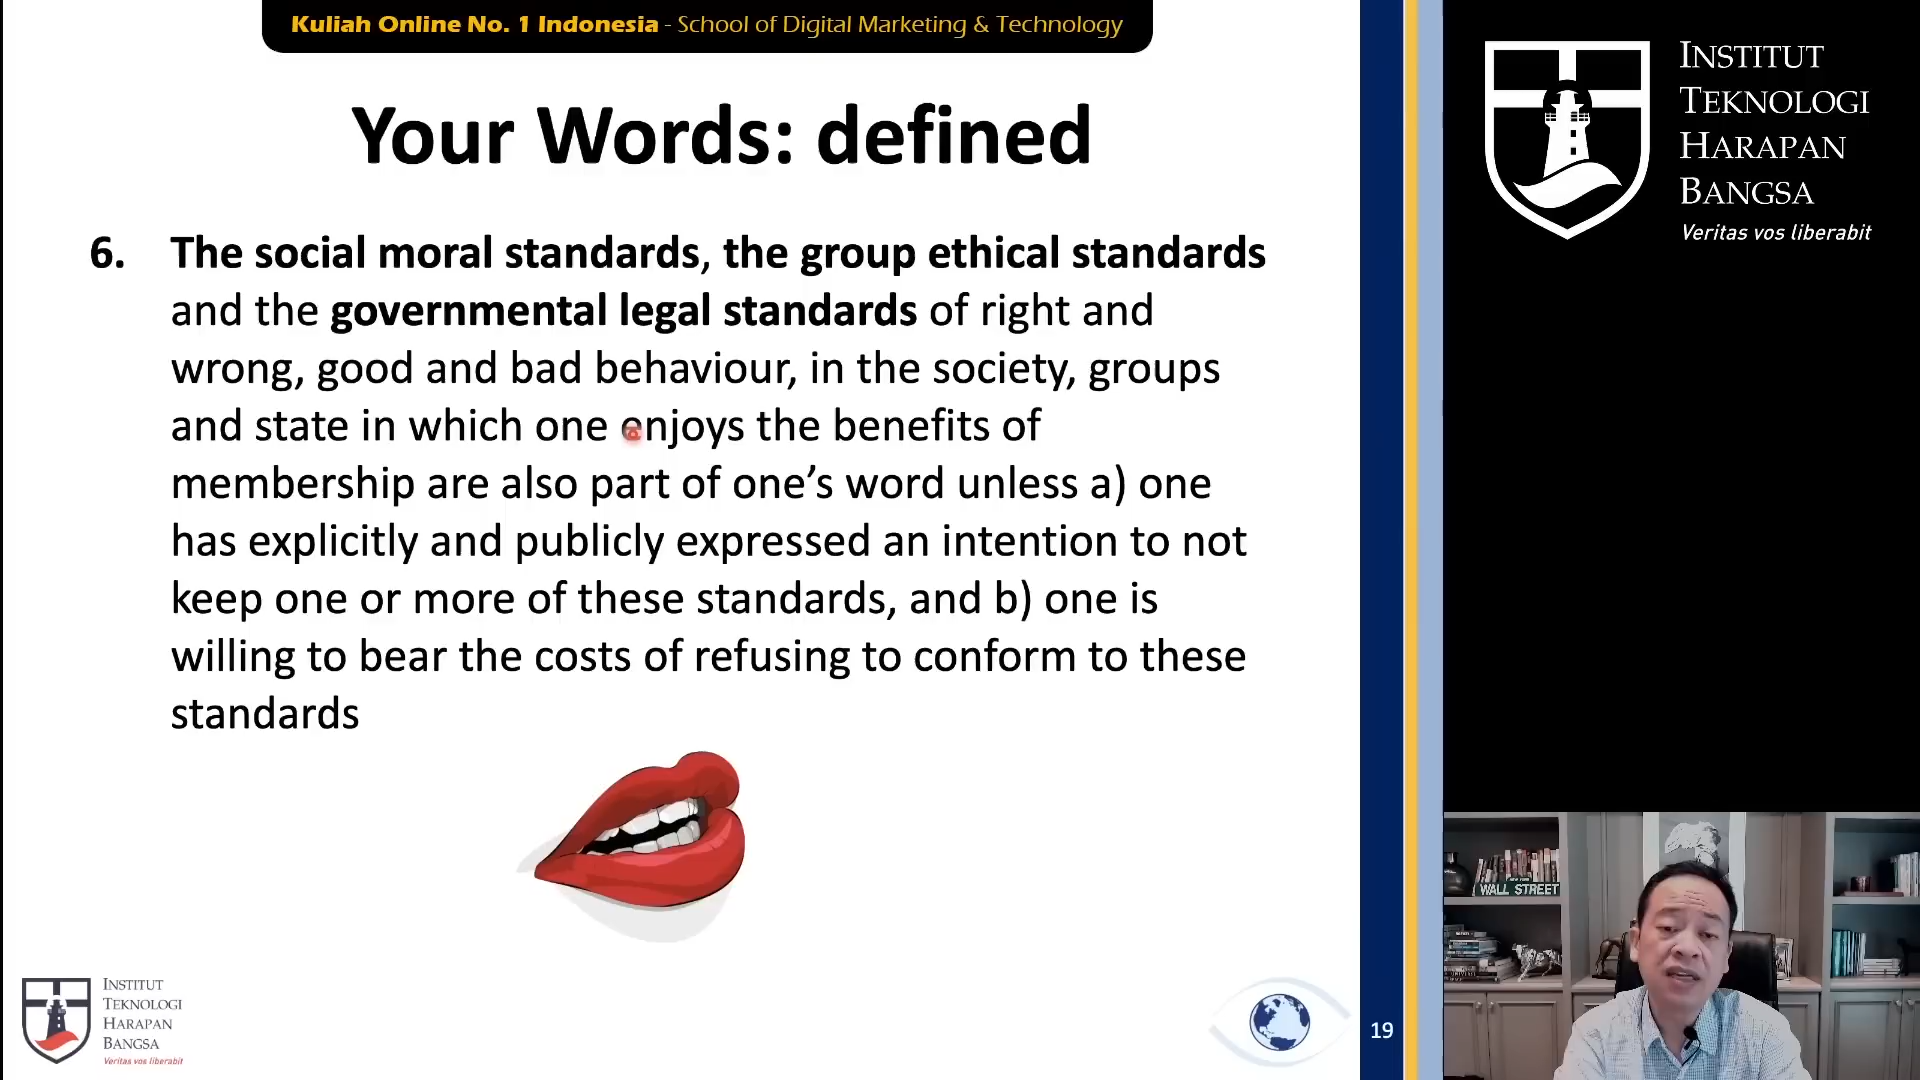 Kuliah Online No. 1 Indonesia - School of Digital Marketing & Technology
Your Words: defined
6. The social moral standards, the group ethical standards
and the governmental legal standards of right and
wrong, good and bad behaviour, in the society, groups
and state in which one enjoys the benefits of
membership are also part of one’s word unless a) one
has explicitly and publicly expressed an intention to not
keep one or more of these standards, and b) one is
willing to bear the costs of refusing to conform to these
standards
INSTITUT
TEKNOLOGI
HARAPAN
BANGSA
Veritas vos liberabit
19
INSTITUT
TEKNOLOGI
HARAPAN
BANGSA
Veritas vos liberabit
WALL STREET